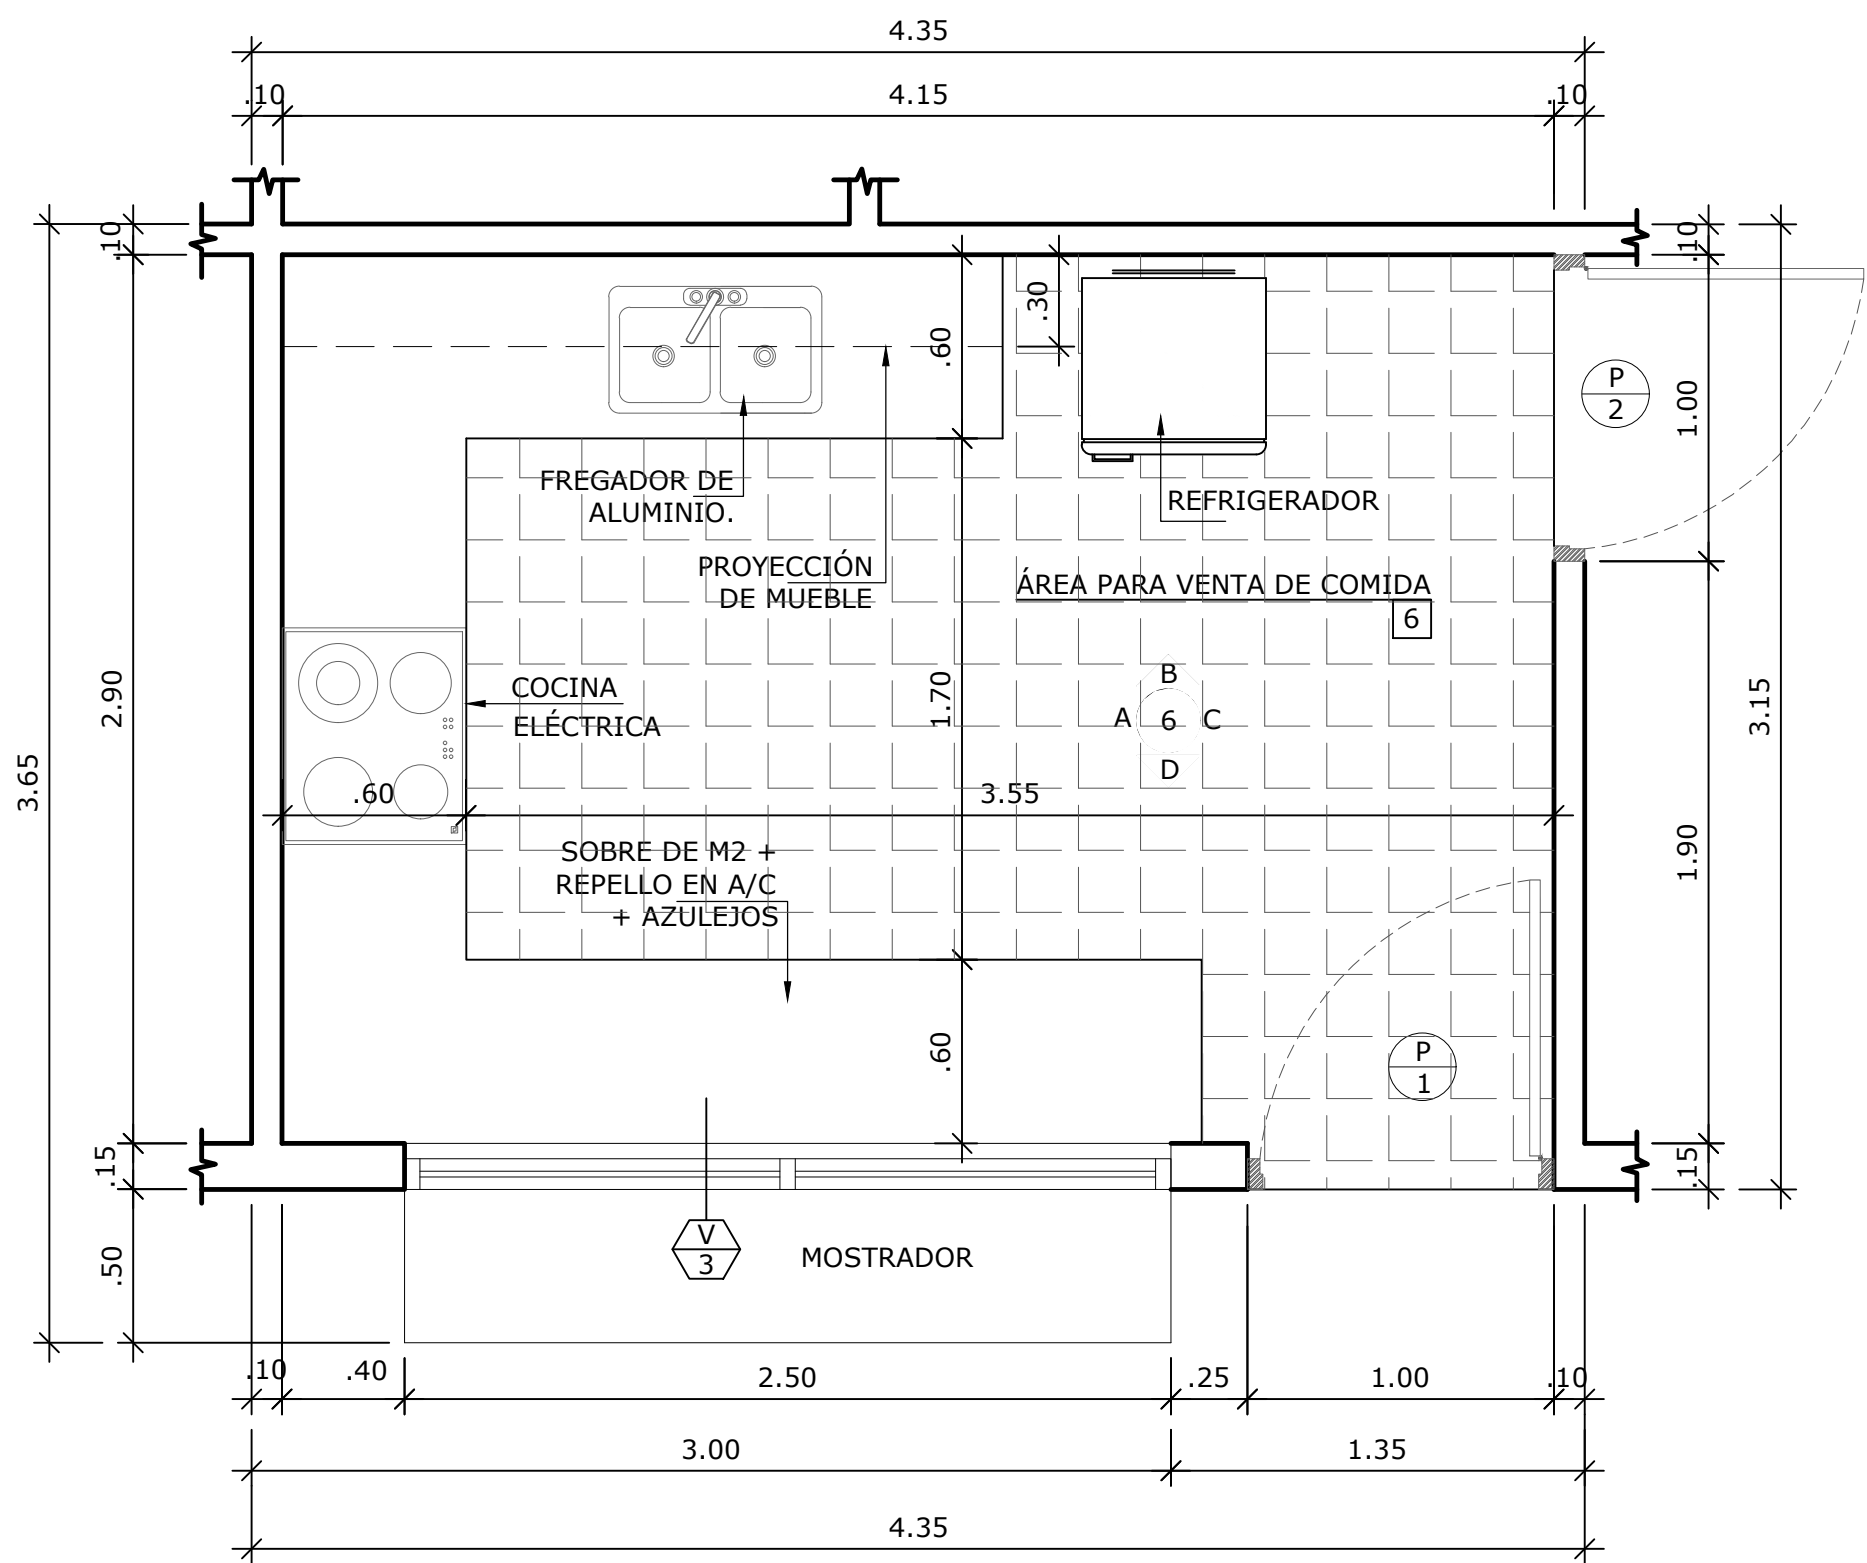 4.35
.10
4.15
.10
.10
.10
.30
.60
P
2
1.00
FREGADOR DE
ALUMINIO.
REFRIGERADOR
PROYECCIÓN
DE MUEBLE
ÁREA PARA VENTA DE COMIDA
6
2.90
COCINA
ELÉCTRICA
1.70
B
A
6
C
D
3.15
3.65
.60
3.55
SOBRE DE M2 +
REPELLO EN A/C
+ AZULEJOS
1.90
.60
P
1
.15
.15
V
3
MOSTRADOR
.50
.10
.40
2.50
.25
1.00
.10
3.00
1.35
4.35